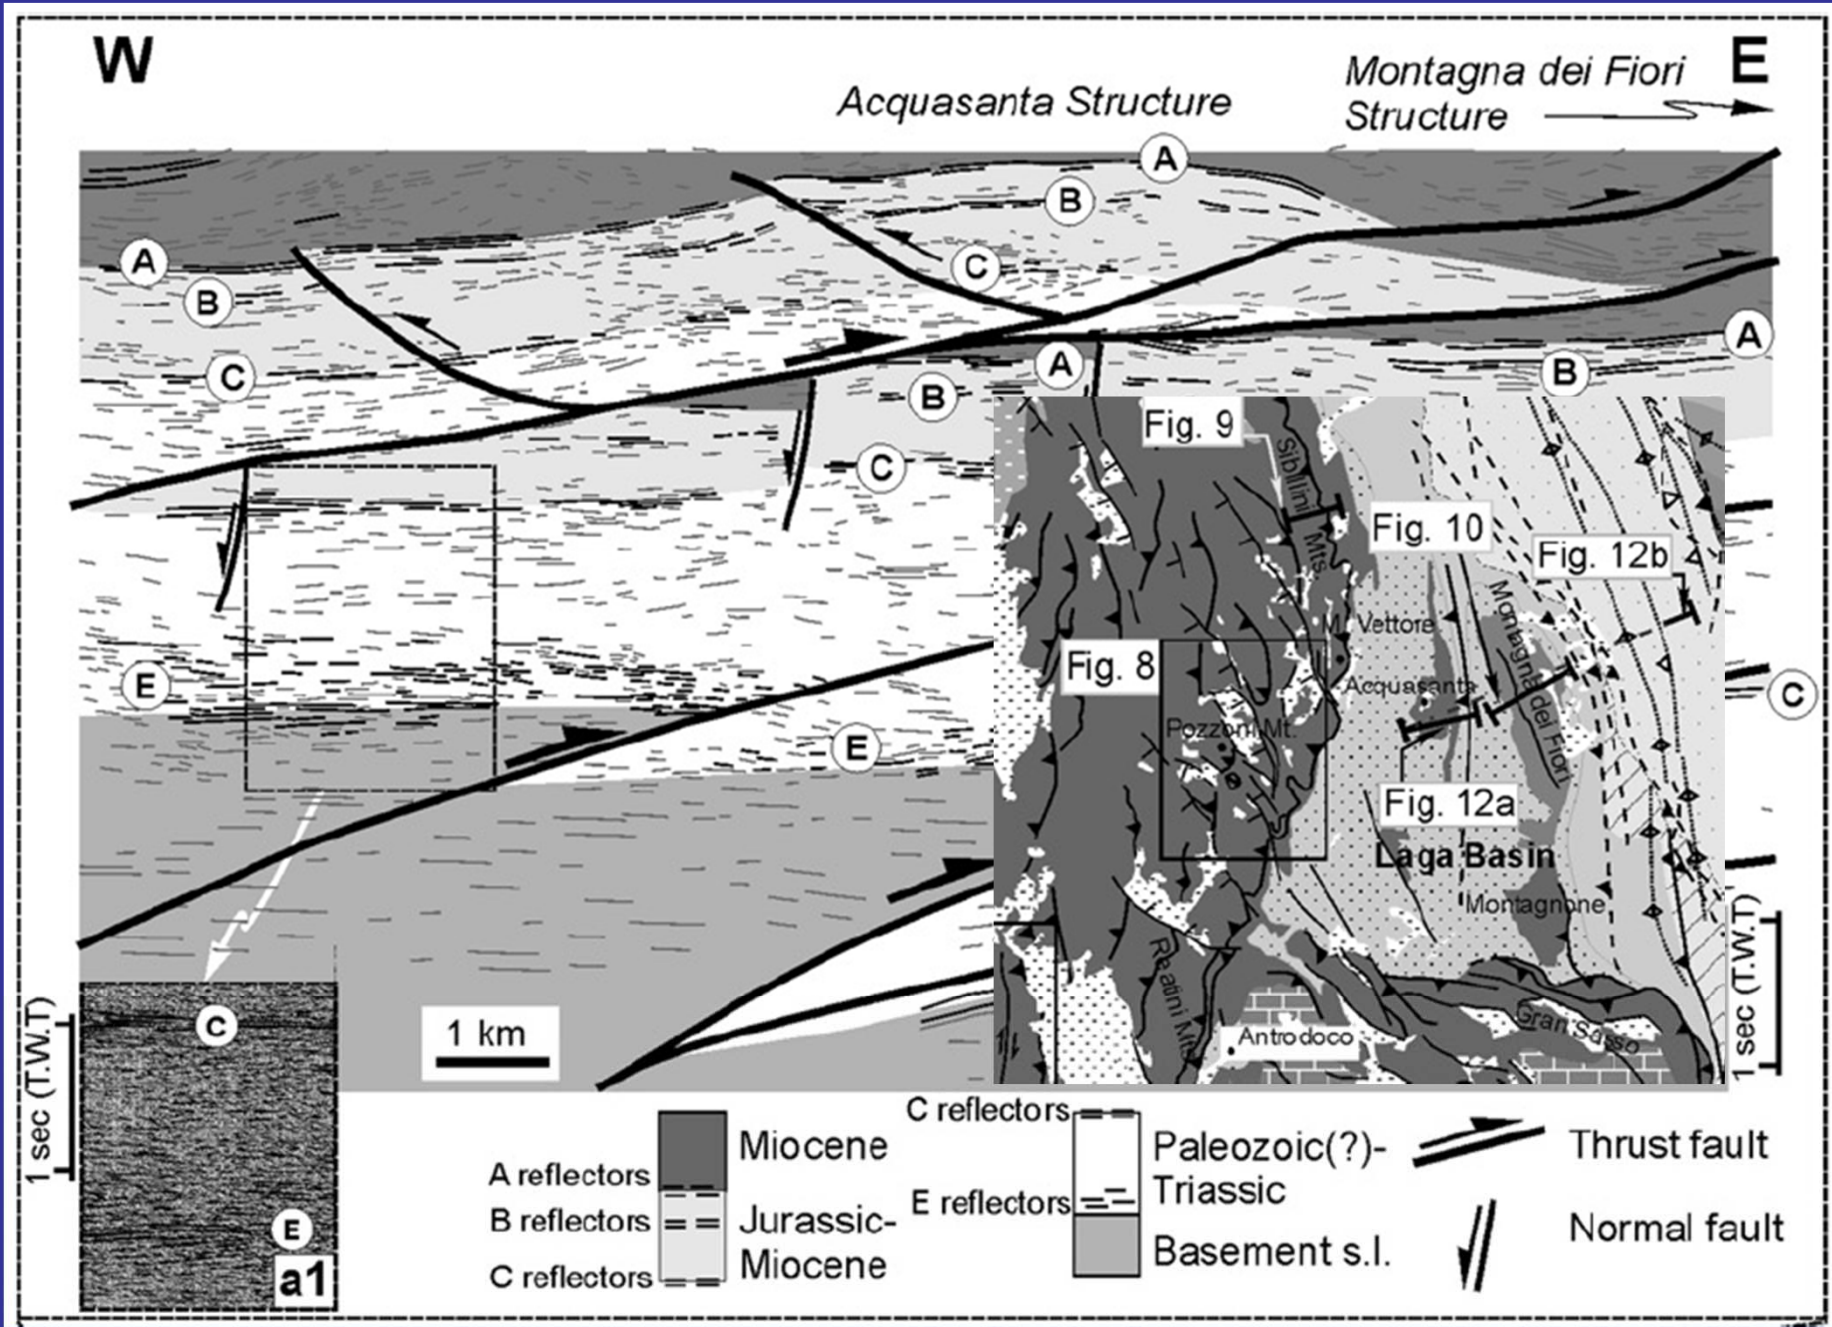 W
E
Acquasanta Structure
Montagna dei Fiori
Structure
A
B
C
A
A
B
C
A
B
B
A
C
B
C
E
E
C
Fig. 9
Sibillini
Mts.
Fig. 10
Fig. 12b
M. Vettore
Fig. 8
Acquasanta
Montagna dei Fiori
Pozzoni Mt.
Fig. 12a
Laga Basin
Montagnone
Reatini Mts
Gran Sasso
Antrodoco
1 sec (T.W.T)
1 sec (T.W.T)
C
E
a1
1 km
A reflectors
B reflectors
C reflectors
Miocene
Jurassic-
Miocene
C reflectors
E reflectors
Paleozoic(?)-
Triassic
Basement s.l.
Thrust fault
Normal fault